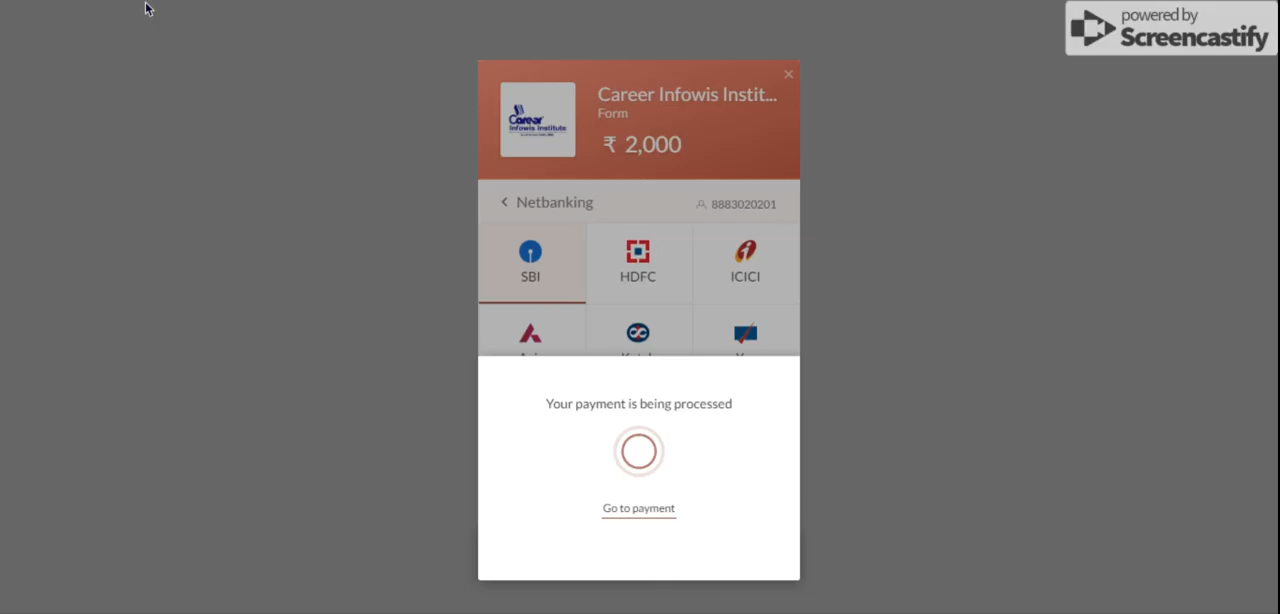 powered by
Screencastify
Career Infowis Instit...
Form
₹ 2,000
Career
Infowis Institute
Netbanking
8883020201
SBI
HDFC
ICICI
Your payment is being processed
Go to payment